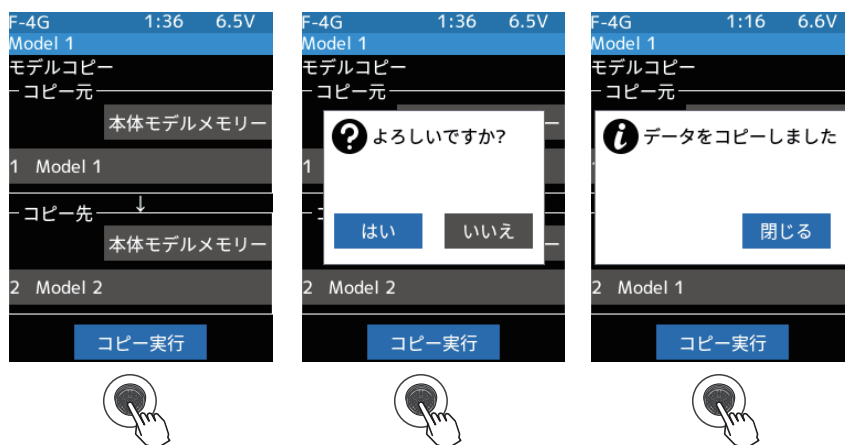 F-4G 1:36 6.5V
Model 1
モデルコピー
コピー元
本体モデルメモリー
1 Model 1
↓
コピー先
本体モデルメモリー
2 Model 2
コピー実行
F-4G 1:36 6.5V
Model 1
モデルコピー
コピー元
ー
? よろしいですか?
1
はい いいえ
ー
2 Model 2
コピー実行
F-4G 1:16 6.6V
Model 1
モデルコピー
コピー元
i データをコピーしました
閉じる
2 Model 1
コピー実行